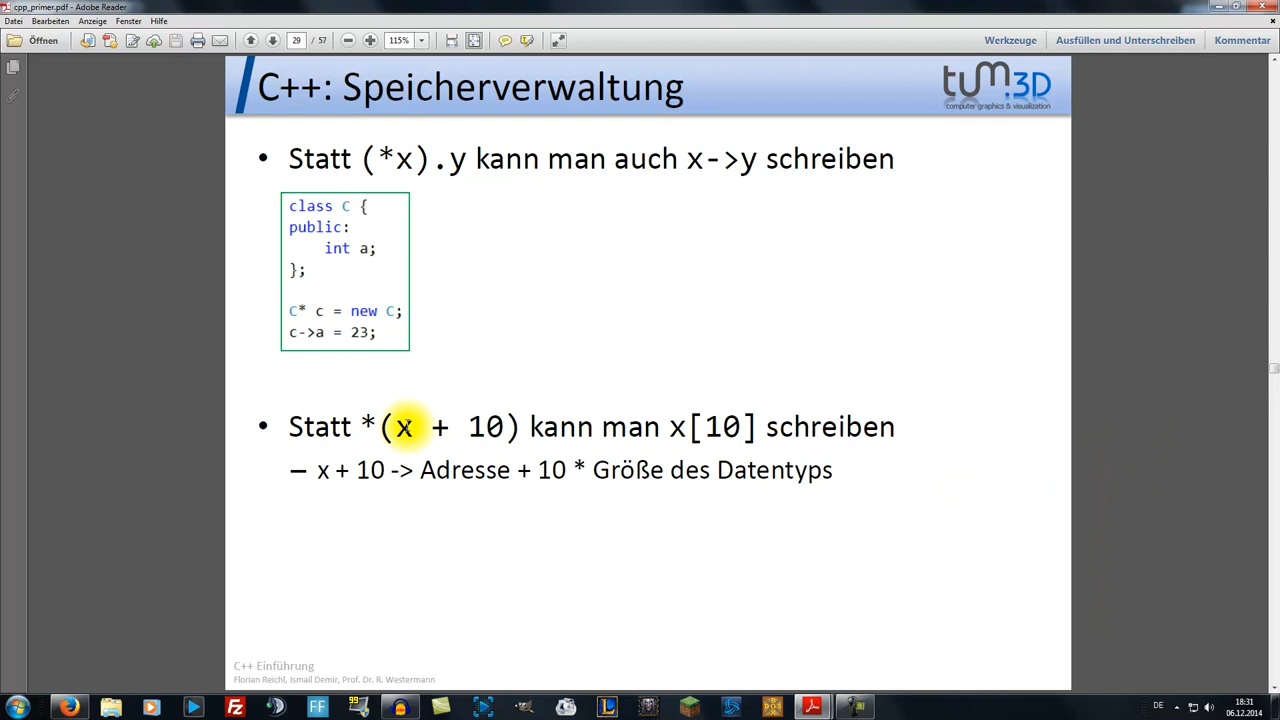 cpp_primer.pdf - Adobe Reader
Datei Bearbeiten Anzeige Fenster Hilfe
Öffnen 29 / 57 115% Werkzeuge Ausfüllen und Unterschreiben Kommentar
C++: Speicherverwaltung
tum.3D
computer graphics & visualization
• Statt (*x).y kann man auch x->y schreiben
class C {
public:
int a;
};
C* c = new C;
c->a = 23;
• Statt *(x + 10) kann man x[10] schreiben
– x + 10 -> Adresse + 10 * Größe des Datentyps
C++ Einführung
Florian Reichl, Ismail Demir, Prof. Dr. R. Westermann
DE 18:31
06.12.2014